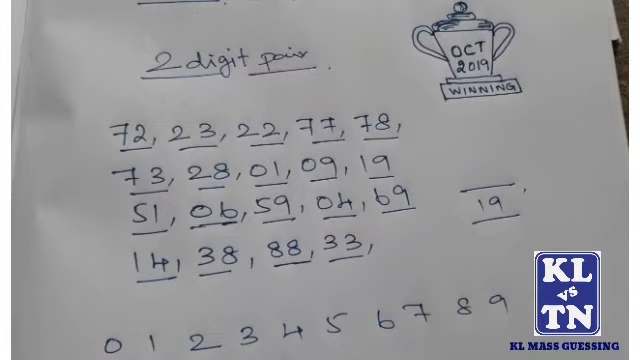 2 digit pair.
OCT
2019
WINNING
72, 23, 22, 77, 78,
73, 28, 01, 09, 19
51, 06, 59, 04, 69
14, 38, 88, 33,
19
0 1 2 3 4 5 6 7 8 9
KL
vs
TN
KL MASS GUESSING